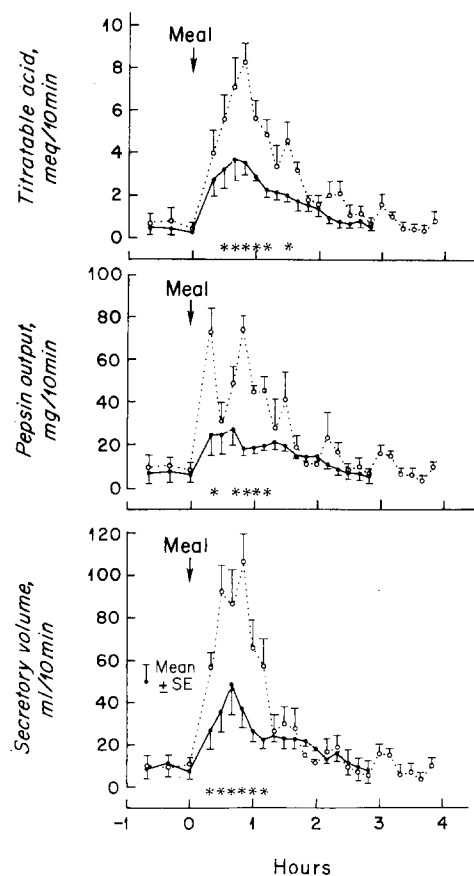 Titratable acid,
meq/10min
10
8
6
4
2
0
Meal
*****
*
Pepsin output,
mg/10min
100
80
60
40
20
0
Meal
*
****
Secretory volume,
ml/10min
120
100
80
60
40
20
0
Meal
Mean
± SE
******
-1 0 1 2 3 4
Hours